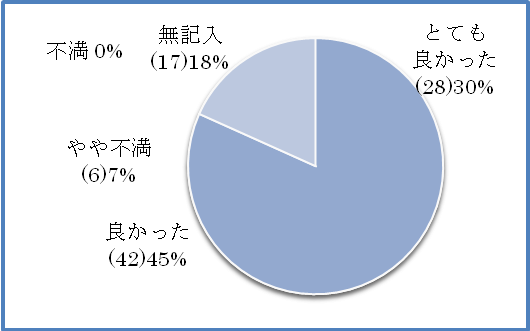 とても
良かった
(28)30%
良かった
(42)45%
やや不満
(6)7%
不満 0%
無記入
(17)18%